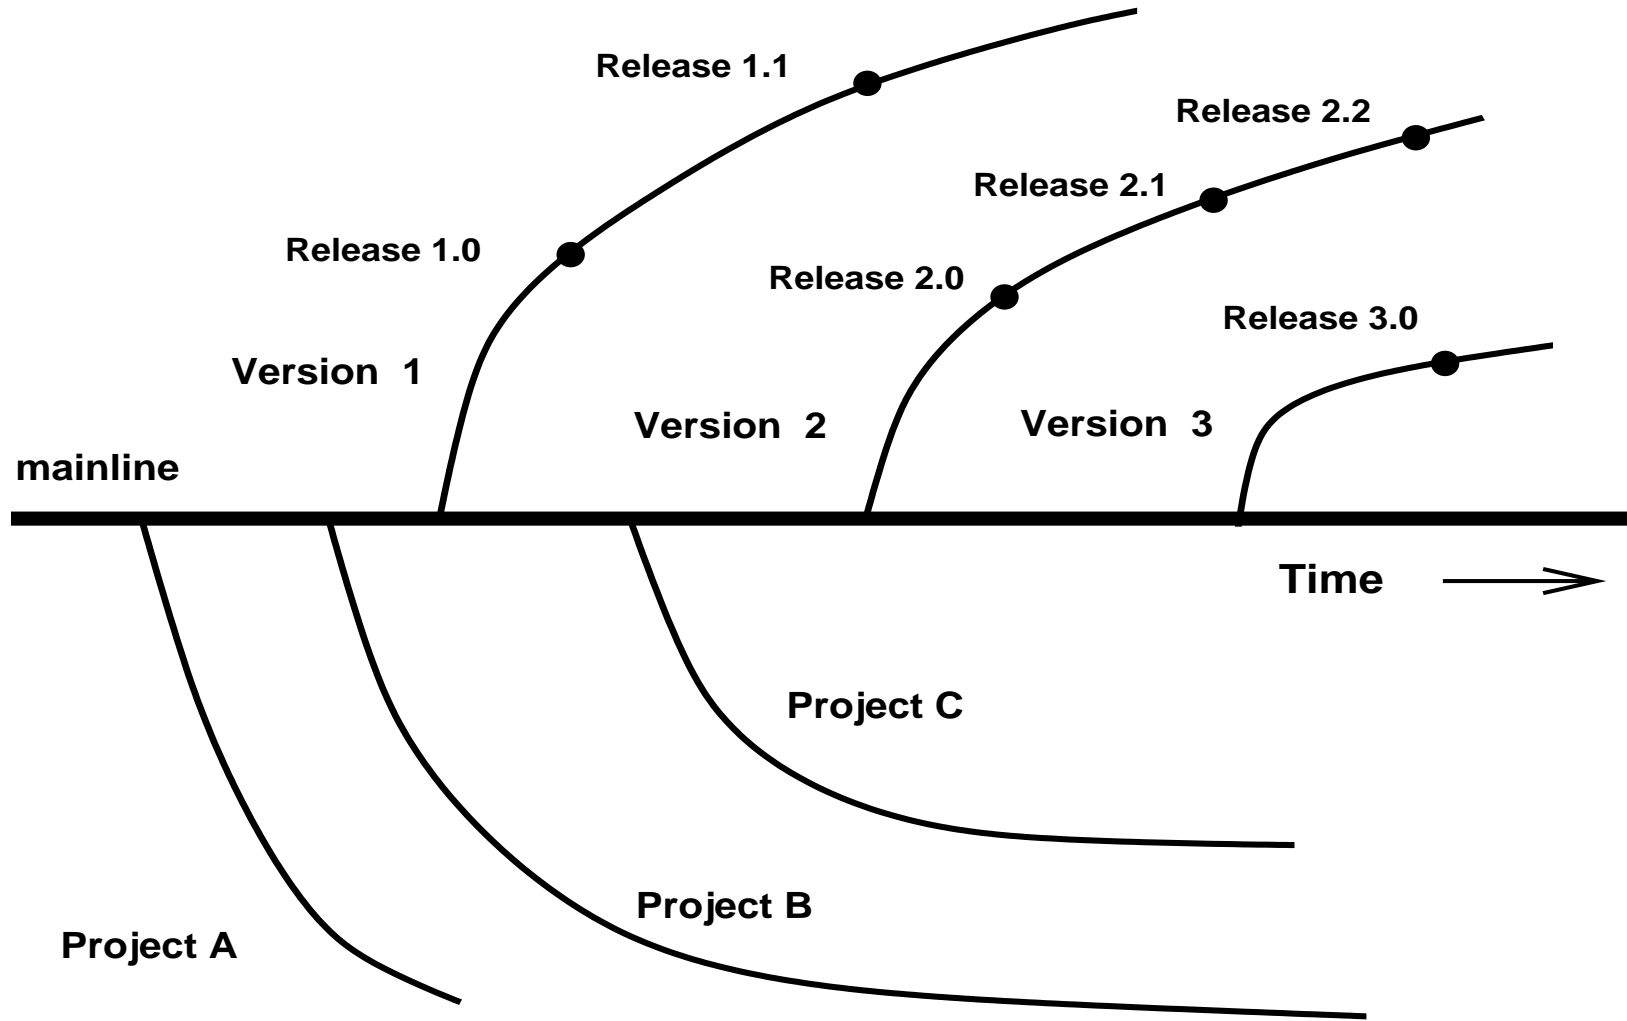 Release 1.1
Release 2.2
Release 2.1
Release 1.0
Release 2.0
Release 3.0
Version 1
Version 2
Version 3
mainline
Time
Project C
Project B
Project A